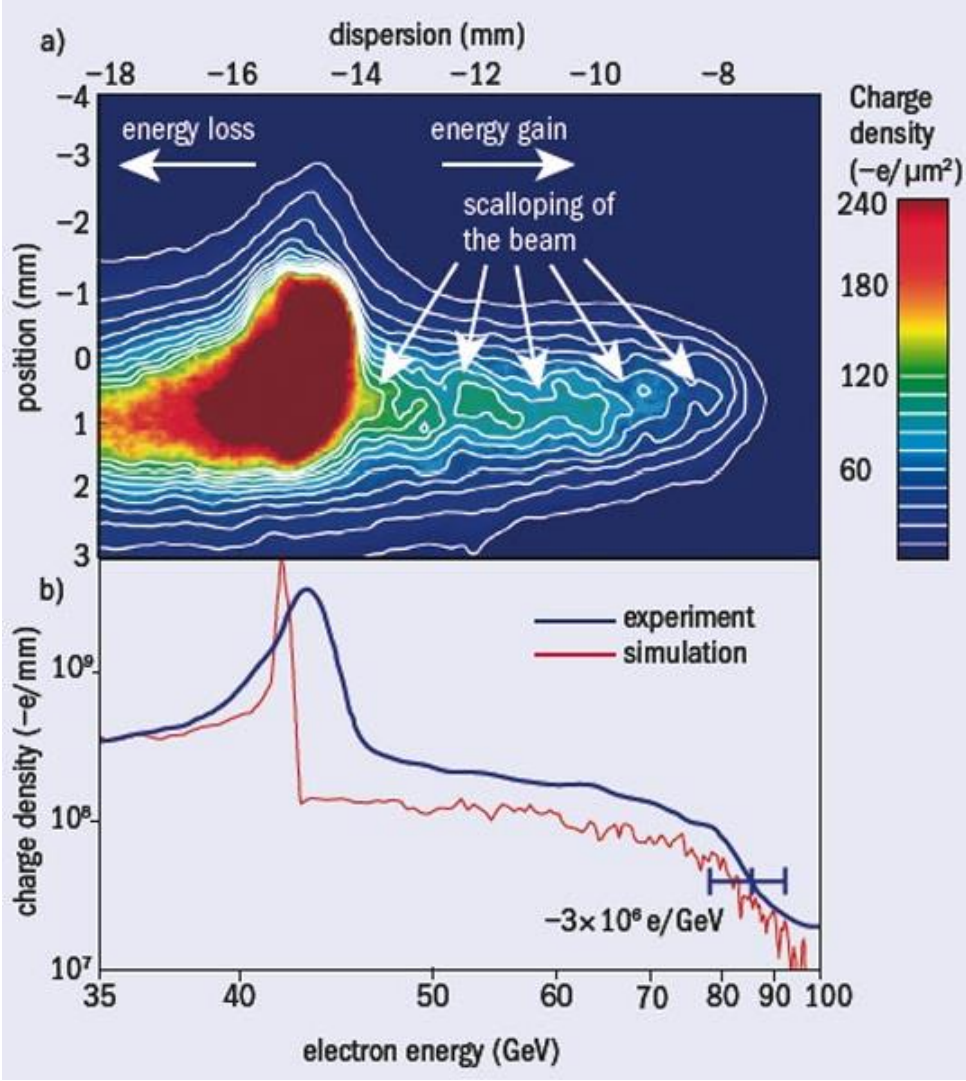 a)
dispersion (mm)
−18 −16 −14 −12 −10 −8
−4
−3
−2
−1
0
1
2
3
position (mm)
energy loss
energy gain
scalloping of
the beam
Charge
density
(−e/μm²)
240
180
120
60
b)
experiment
simulation
10⁹
10⁸
10⁷
charge density (−e/mm)
−3×10⁶ e/GeV
35 40 50 60 70 80 90 100
electron energy (GeV)